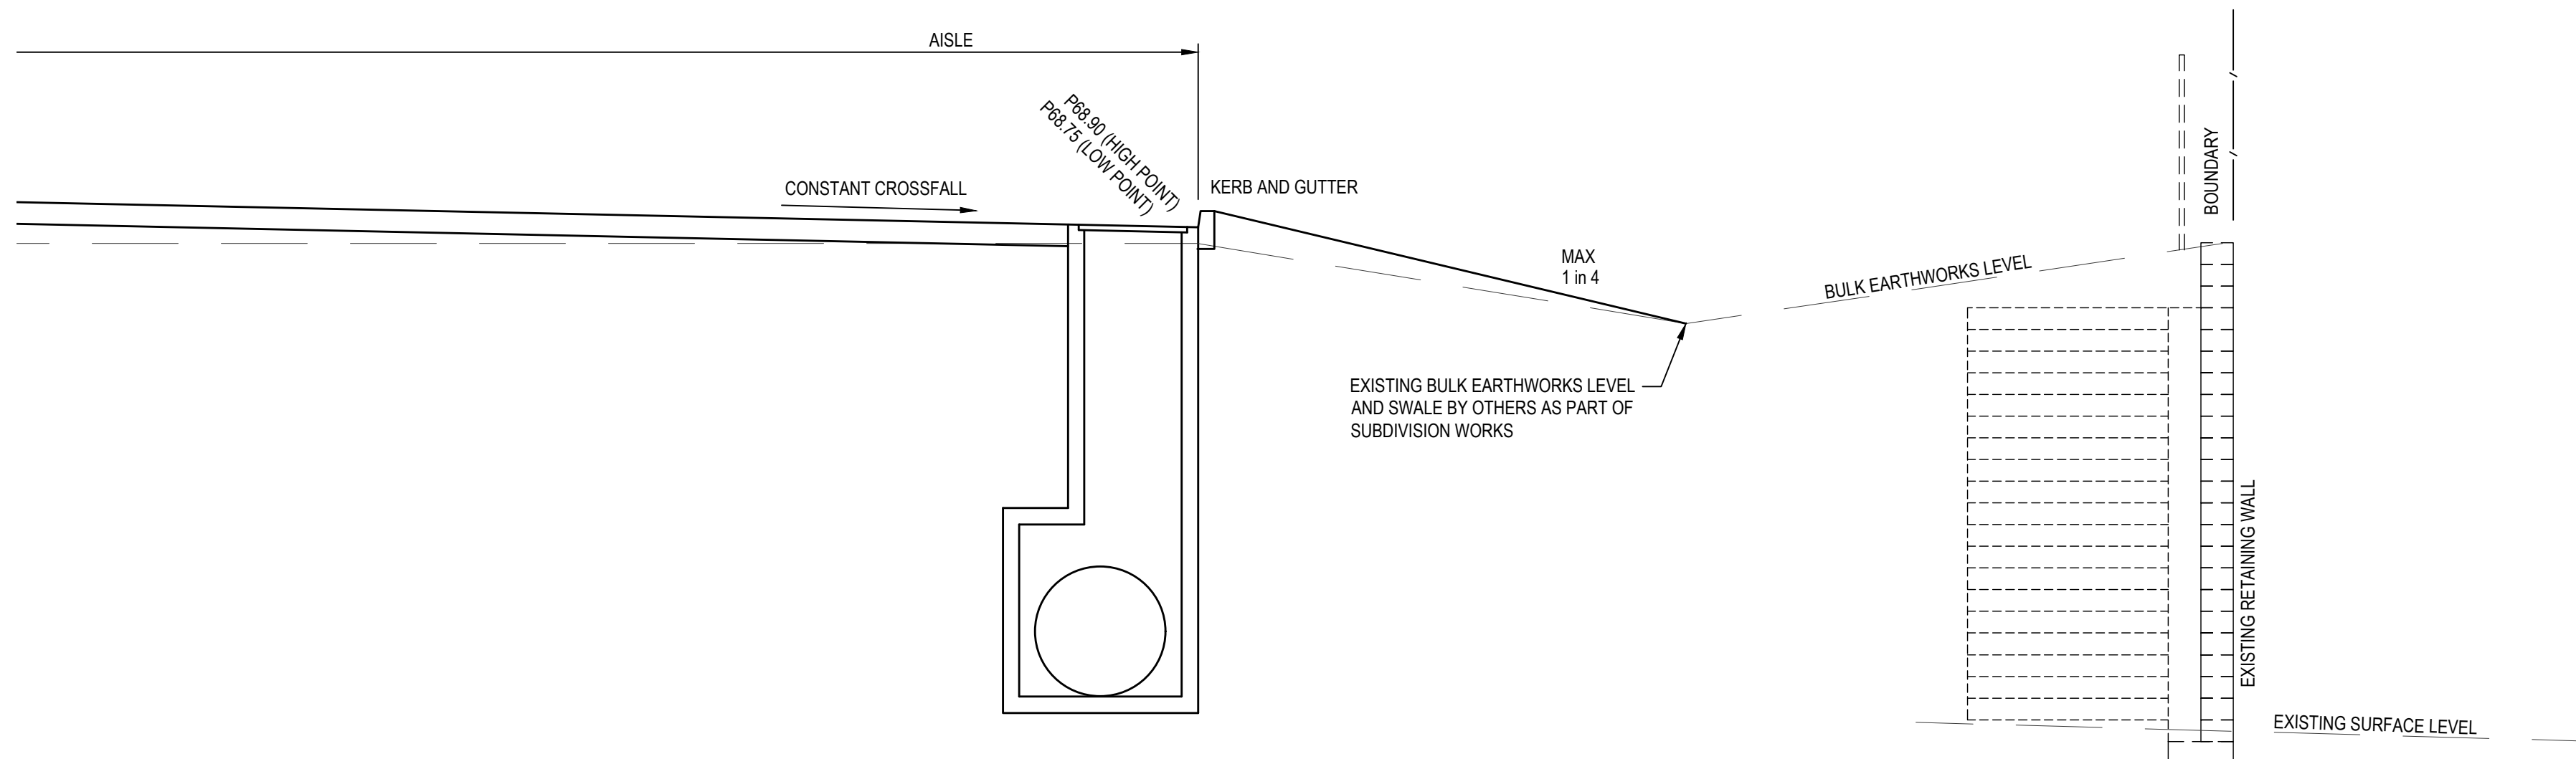 AISLE
P68.90 (HIGH POINT)
P68.75 (LOW POINT)
CONSTANT CROSSFALL
KERB AND GUTTER
BOUNDARY
MAX
1 in 4
BULK EARTHWORKS LEVEL
EXISTING BULK EARTHWORKS LEVEL
AND SWALE BY OTHERS AS PART OF
SUBDIVISION WORKS
EXISTING RETAINING WALL
EXISTING SURFACE LEVEL